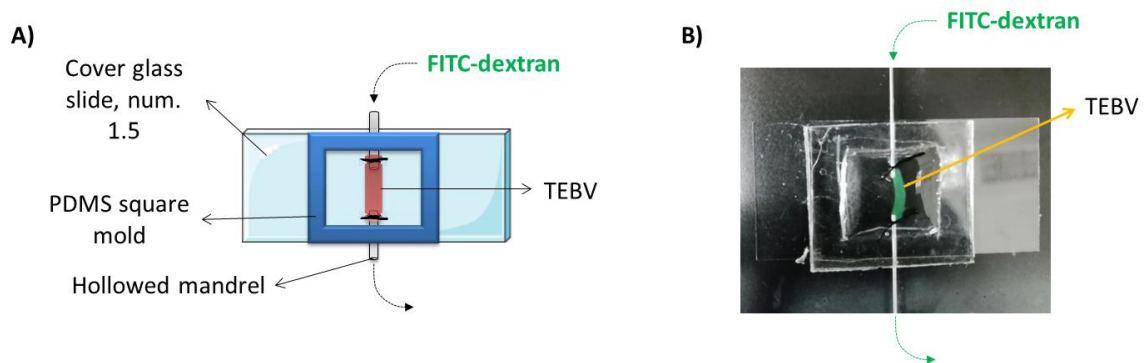 A)
FITC-dextran
Cover glass
slide, num.
1.5
TEBV
PDMS square
mold
Hollowed mandrel
B)
FITC-dextran
TEBV